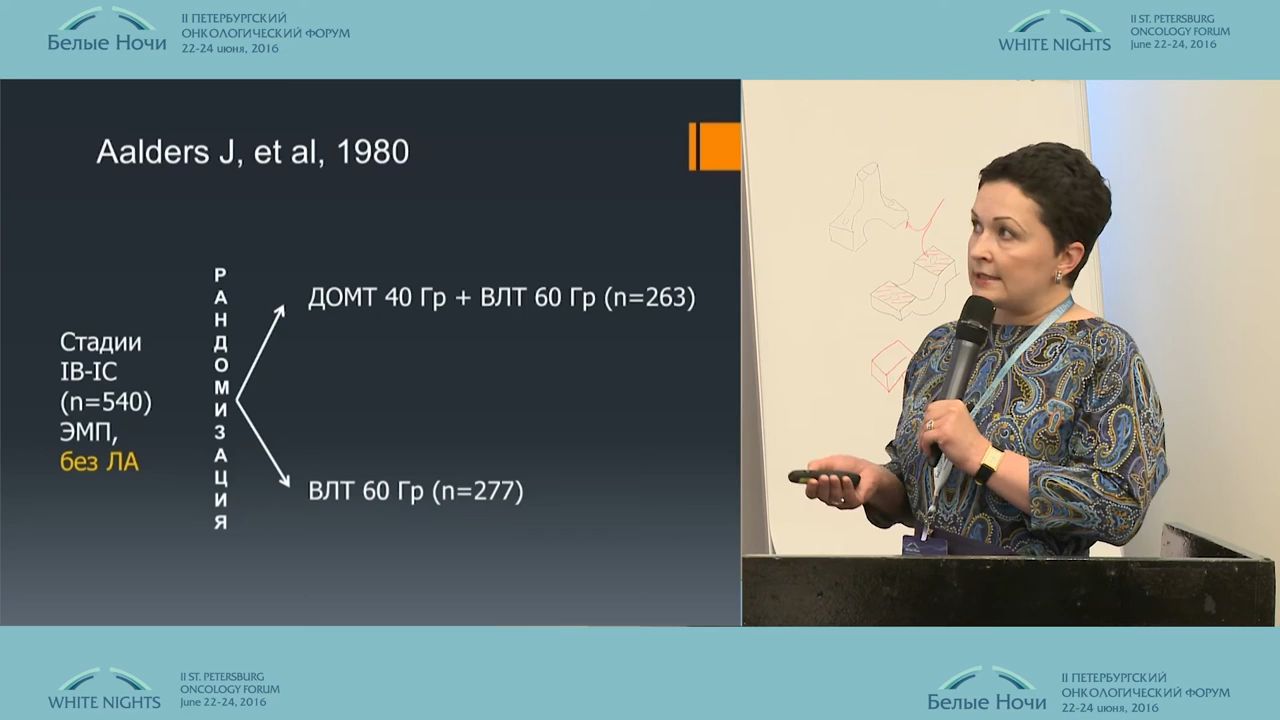 Белые Ночи
II ПЕТЕРБУРГСКИЙ
ОНКОЛОГИЧЕСКИЙ ФОРУМ
22-24 июня, 2016
WHITE NIGHTS
II ST. PETERSBURG
ONCOLOGY FORUM
June 22-24, 2016
Aalders J, et al, 1980
Стадии
IB-IC
(n=540)
ЭМП,
без ЛА
РАНДОМИЗАЦИЯ
ДОМТ 40 Гр + ВЛТ 60 Гр (n=263)
ВЛТ 60 Гр (n=277)
WHITE NIGHTS
II ST. PETERSBURG
ONCOLOGY FORUM
June 22-24, 2016
Белые Ночи
II ПЕТЕРБУРГСКИЙ
ОНКОЛОГИЧЕСКИЙ ФОРУМ
22-24 июня, 2016